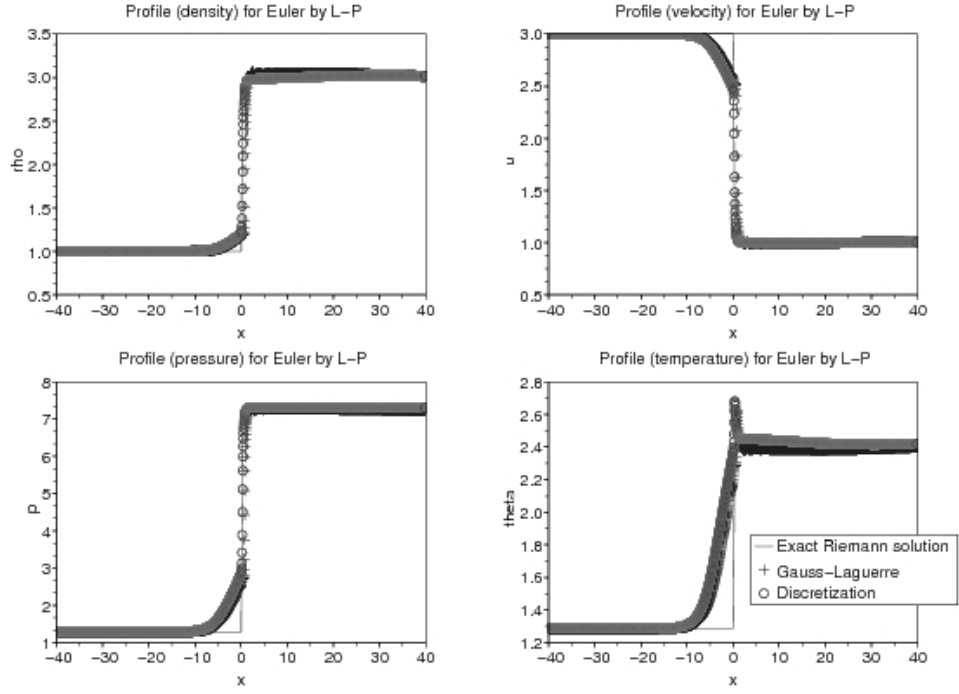 Profile (density) for Euler by L-P
3.5
3.0
2.5
2.0
1.5
1.0
0.5
rho
-40 -30 -20 -10 0 10 20 30 40
x
Profile (velocity) for Euler by L-P
3.0
2.5
2.0
1.5
1.0
0.5
u
-40 -30 -20 -10 0 10 20 30 40
x
Profile (pressure) for Euler by L-P
8
7
6
5
4
3
2
1
p
-40 -30 -20 -10 0 10 20 30 40
x
Profile (temperature) for Euler by L-P
2.8
2.6
2.4
2.2
2.0
1.8
1.6
1.4
1.2
theta
-40 -30 -20 -10 0 10 20 30 40
x
Exact Riemann solution
Gauss-Laguerre
Discretization